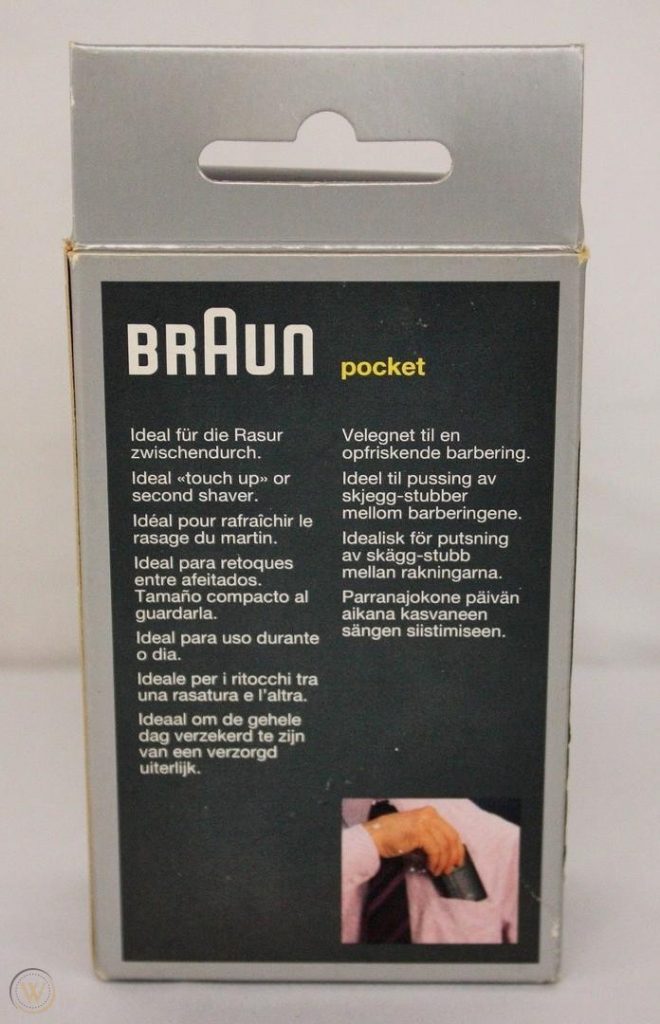 BRAUN
pocket
Ideal für die Rasur
zwischendurch.
Ideal «touch up» or
second shaver.
Idéal pour rafraîchir le
rasage du martin.
Ideal para retoques
entre afeitados.
Tamaño compacto al
guardarla.
Ideal para uso durante
o dia.
Ideale per i ritocchi tra
una rasatura e l'altra.
Ideaal om de gehele
dag verzekerd te zijn
van een verzorgd
uiterlijk.
Velegnet til en
opfriskende barbering.
Ideel til pussing av
skjegg-stubber
mellom barberingene.
Idealisk för putsning
av skägg-stubb
mellan rakningarna.
Parranajokone päivän
aikana kasvaneen
sängen siistimiseen.
W